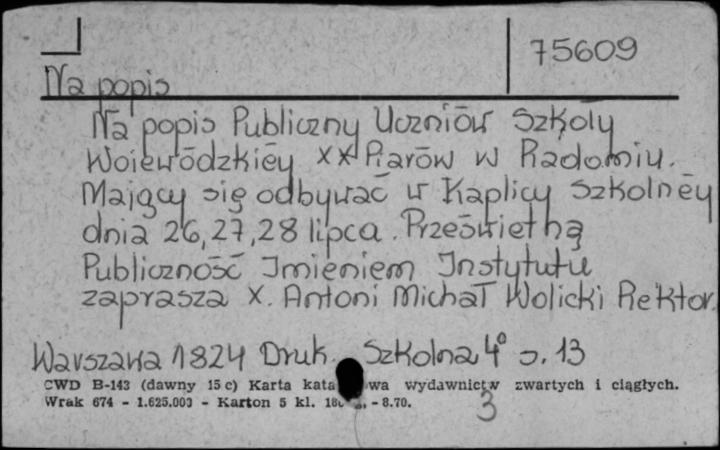 75609
Na popis
Na popis Publiczny Uczniów Szkoły
Woiewódzkiéy XX Piarów w Radomiu.
Maiący się odbywać w Kaplicy Szkolnéy
dnia 26, 27, 28 lipca. Prześwietną
Publiczność Imieniem Instytutu
zaprasza X. Antoni Michał Wolicki Rektor.
Warszawa 1824 Druk. Szkolna 4° s. 13
CWD B-143 (dawny 15 c) Karta kata wa wydawnictw zwartych i ciągłych.
Wrak 674 - 1.625.000 - Karton 5 kl. - 8.70.
3